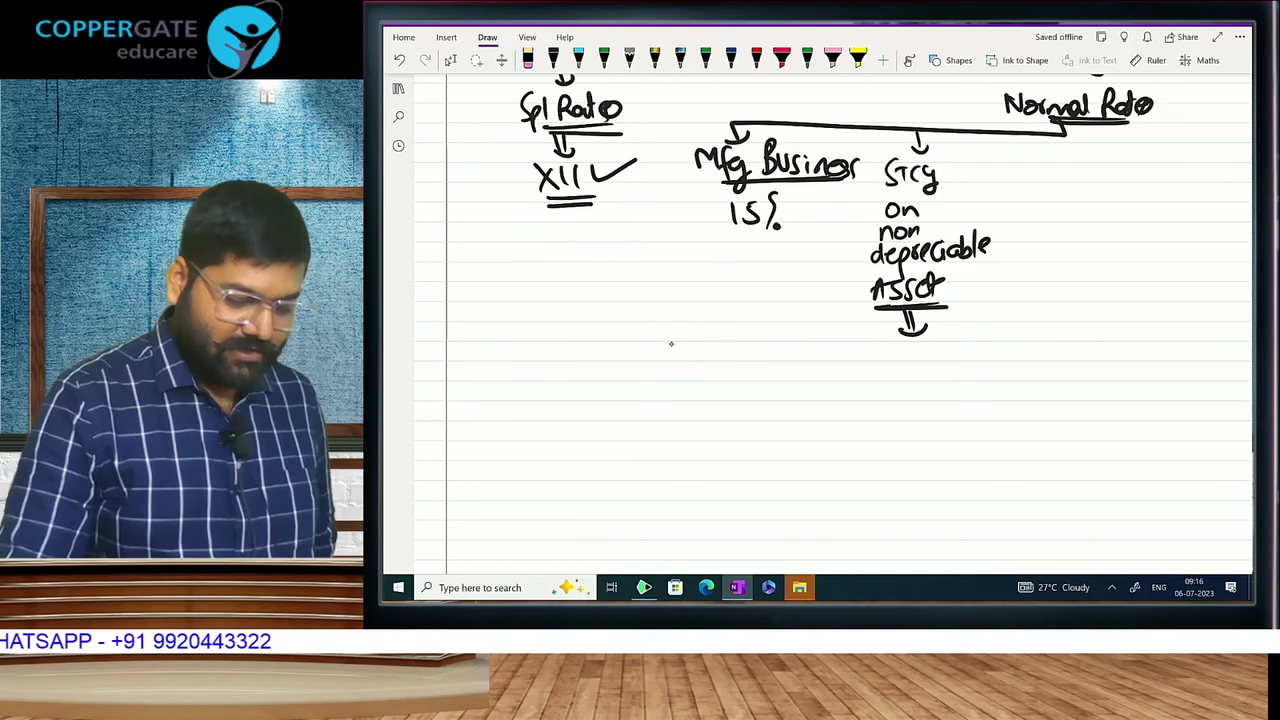 COPPERGATE
educare
Home Insert Draw View Help
Saved offline
Share
Shapes
Ink to Shape
Ink to Text
Ruler
Maths
Spl Rate
Normal Rate
XII
Mfg Business
STCG
15%
on
non
depreciable
Asset
Type here to search
27°C Cloudy
ENG
09:16
06-07-2023
HATSAPP - +91 9920443322